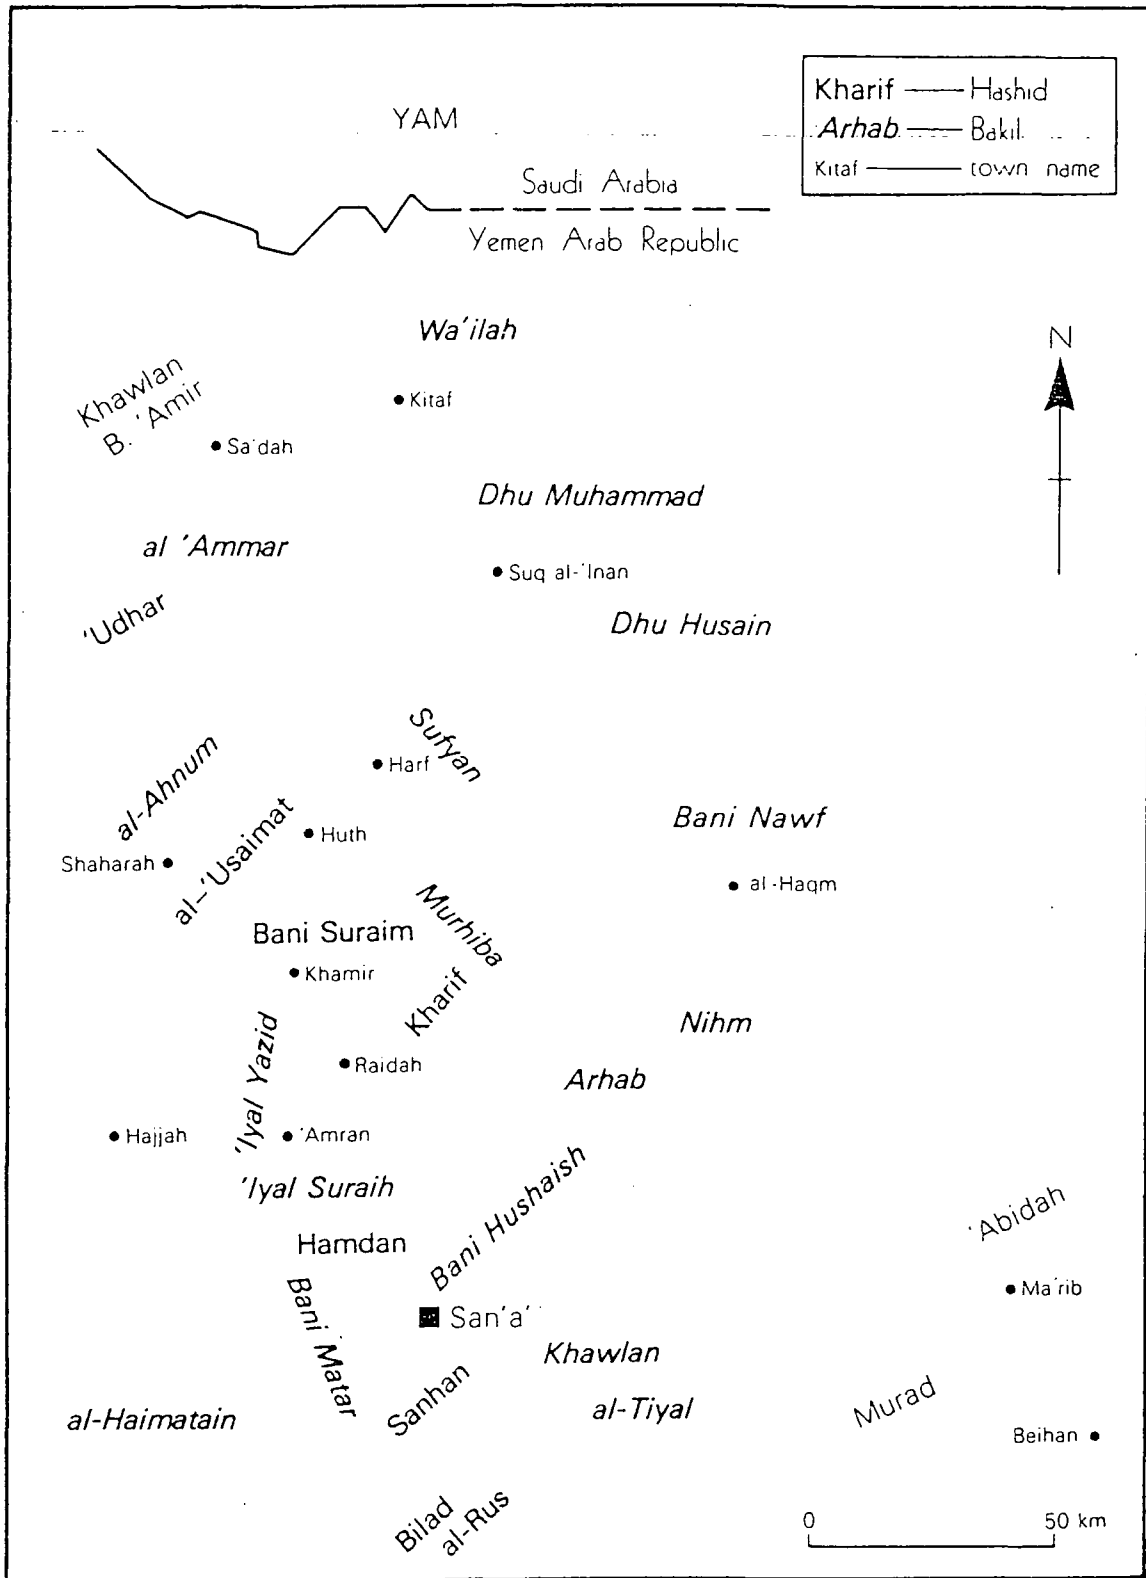 Kharif Hashid
Arhab Bakil
Kitaf town name
YAM
Saudi Arabia
Yemen Arab Republic
N
Wa'ilah
Khawlan
B. 'Amir
Kitaf
Sa'dah
Dhu Muhammad
al 'Ammar
Suq al-'Inan
'Udhar
Dhu Husain
Sufyan
Harf
al-Ahnum
Bani Nawf
al-'Usaimat
Huth
Shaharah
al-Haqm
Murhiba
Bani Suraim
Khamir
Kharif
Nihm
'Iyal Yazid
Raidah
Arhab
Hajjah
'Amran
'Iyal Suraih
Bani Hushaish
'Abidah
Hamdan
Ma'rib
Bani Matar
San'a'
Khawlan
al-Tiyal
Sanhan
Murad
al-Haimatain
Beihan
Bilad
al-Rus
0 50 km